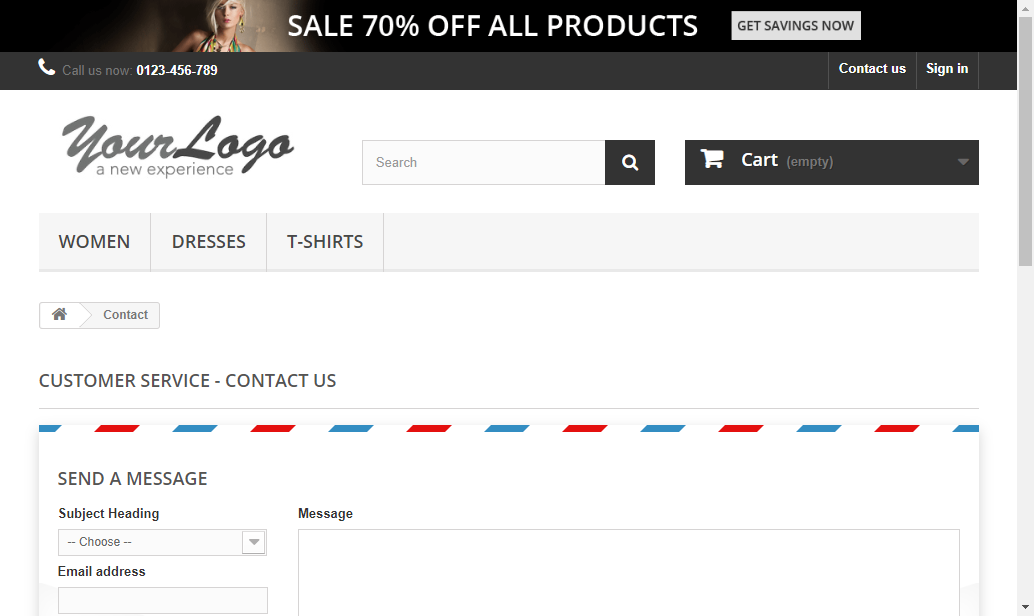 SALE 70% OFF ALL PRODUCTS
GET SAVINGS NOW
Call us now: 0123-456-789
Contact us
Sign in
YourLogo
a new experience
Search
Cart (empty)
WOMEN
DRESSES
T-SHIRTS
Contact
CUSTOMER SERVICE - CONTACT US
SEND A MESSAGE
Subject Heading
-- Choose --
Email address
Message